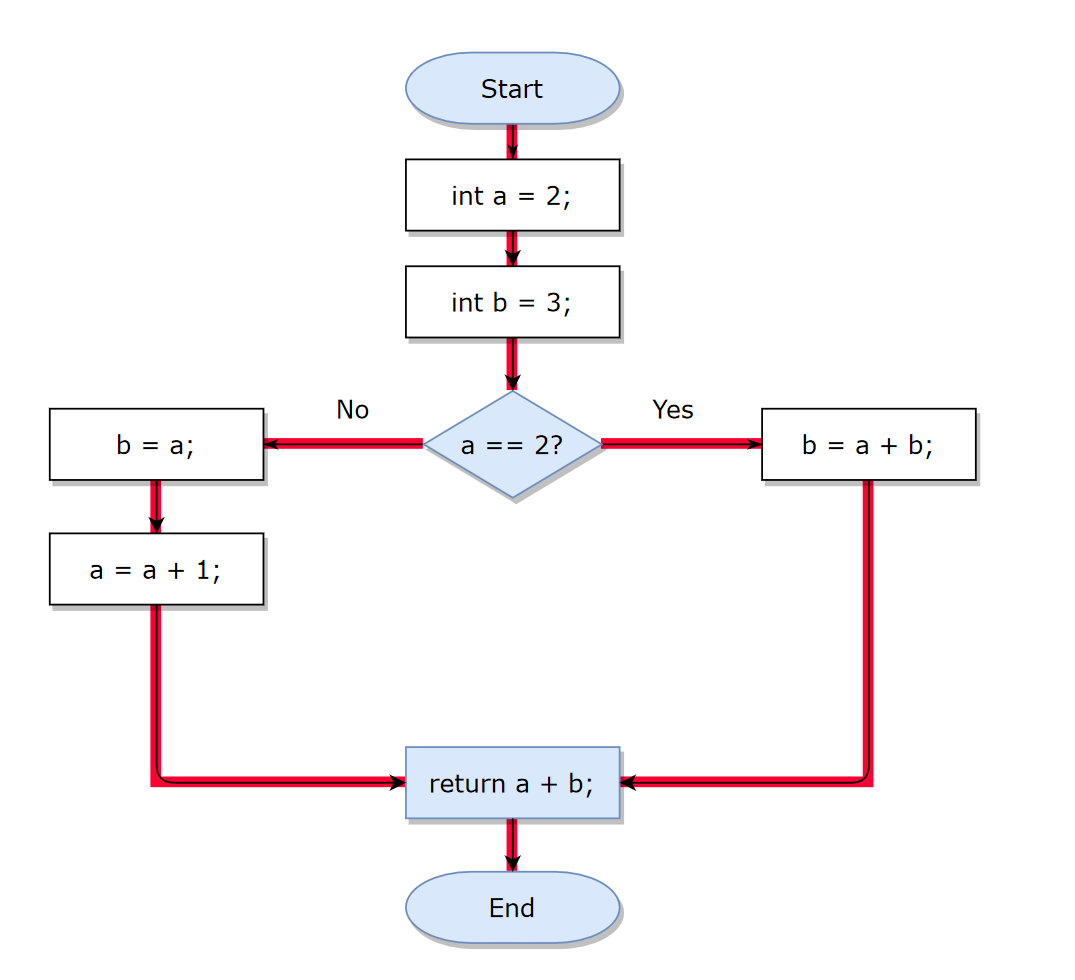 Start
int a = 2;
int b = 3;
No
Yes
b = a;
a == 2?
b = a + b;
a = a + 1;
return a + b;
End